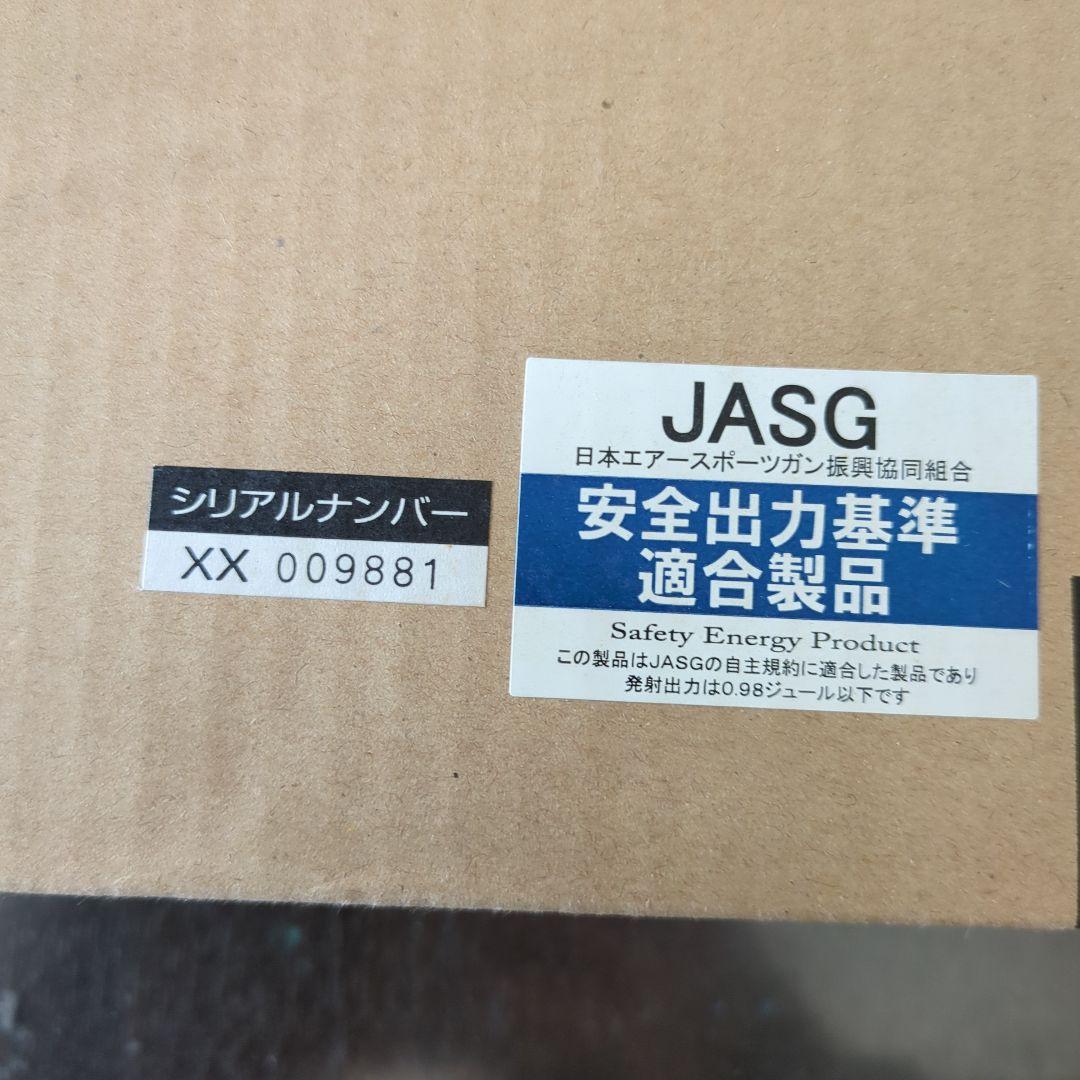 シリアルナンバー
XX 009881
JASG
日本エアースポーツガン振興協同組合
安全出力基準
適合製品
Safety Energy Product
この製品はJASGの自主規約に適合した製品であり
発射出力は0.98ジュール以下です